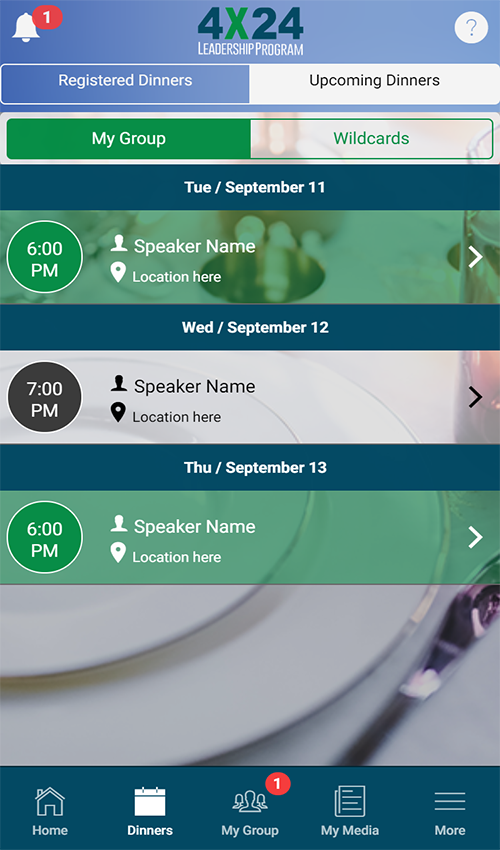 1
4X24
LEADERSHIP PROGRAM
?
Registered Dinners
Upcoming Dinners
My Group
Wildcards
Tue / September 11
6:00
PM
Speaker Name
Location here
Wed / September 12
7:00
PM
Speaker Name
Location here
Thu / September 13
6:00
PM
Speaker Name
Location here
1
Home
Dinners
My Group
My Media
More